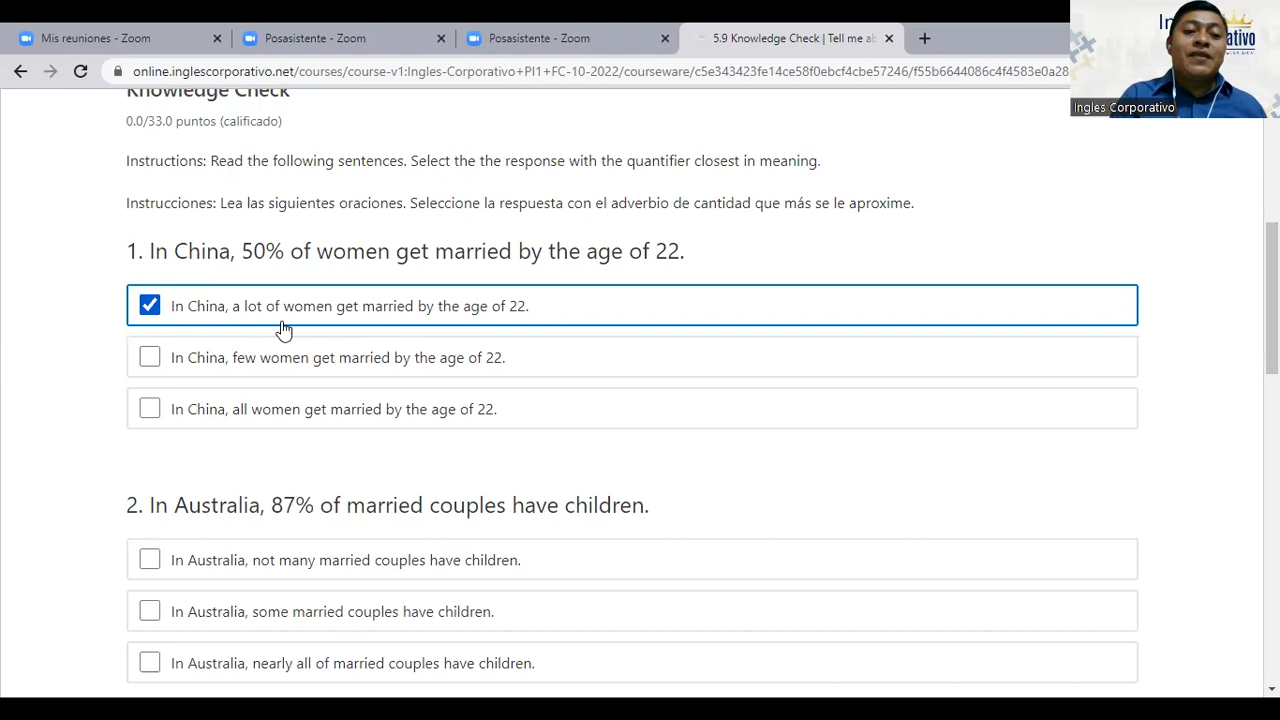 Mis reuniones - Zoom
Posasistente - Zoom
Posasistente - Zoom
5.9 Knowledge Check | Tell me ab
online.inglescorporativo.net/courses/course-v1:Ingles-Corporativo+PI1+FC-10-2022/courseware/c5e343423fe14ce58f0ebcf4cbe57246/f55b6644086c4f4583e0a28
Ingles Corporativo
Knowledge Check
0.0/33.0 puntos (calificado)
Instructions: Read the following sentences. Select the the response with the quantifier closest in meaning.
Instrucciones: Lea las siguientes oraciones. Seleccione la respuesta con el adverbio de cantidad que más se le aproxime.
1. In China, 50% of women get married by the age of 22.
In China, a lot of women get married by the age of 22.
In China, few women get married by the age of 22.
In China, all women get married by the age of 22.
2. In Australia, 87% of married couples have children.
In Australia, not many married couples have children.
In Australia, some married couples have children.
In Australia, nearly all of married couples have children.